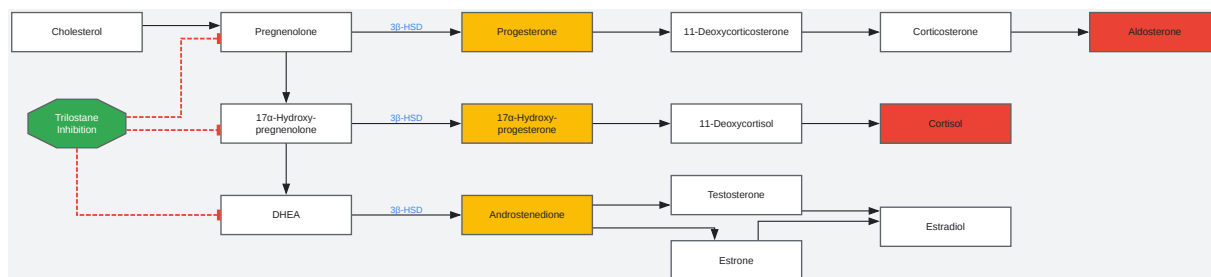 Cholesterol
Pregnenolone
3β-HSD
Progesterone
11-Deoxycorticosterone
Corticosterone
Aldosterone
Trilostane
Inhibition
17α-Hydroxy-
pregnenolone
3β-HSD
17α-Hydroxy-
progesterone
11-Deoxycortisol
Cortisol
DHEA
3β-HSD
Androstenedione
Testosterone
Estradiol
Estrone